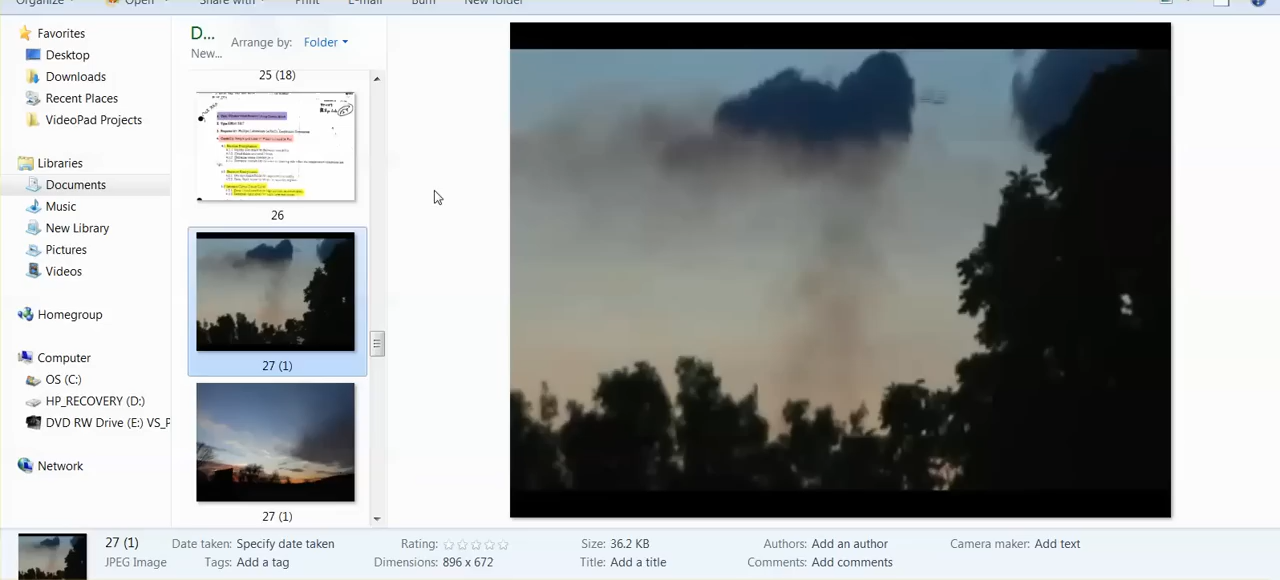 Organize
Open
Share with
Print
E-mail
Burn
New folder
Favorites
Desktop
Downloads
Recent Places
VideoPad Projects
Libraries
Documents
Music
New Library
Pictures
Videos
Homegroup
Computer
OS (C:)
HP_RECOVERY (D:)
DVD RW Drive (E:) VS_F
Network
D...
New...
Arrange by: Folder
25 (18)
26
27 (1)
27 (1)
27 (1)
JPEG Image
Date taken: Specify date taken
Tags: Add a tag
Rating:
Dimensions: 896 x 672
Size: 36.2 KB
Title: Add a title
Authors: Add an author
Comments: Add comments
Camera maker: Add text